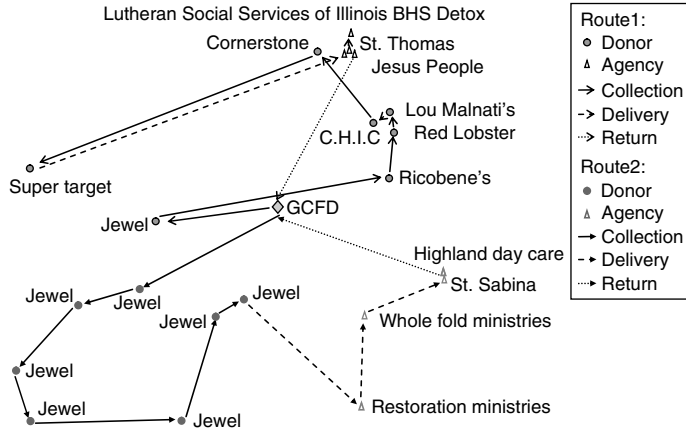 Lutheran Social Services of Illinois BHS Detox
Cornerstone
St. Thomas
Jesus People
Lou Malnati's
C.H.I.C
Red Lobster
Super target
Ricobene's
GCFD
Jewel
Highland day care
St. Sabina
Jewel
Jewel
Jewel
Jewel
Whole fold ministries
Jewel
Restoration ministries
Jewel
Jewel
Route1:
Donor
Agency
Collection
Delivery
Return
Route2:
Donor
Agency
Collection
Delivery
Return